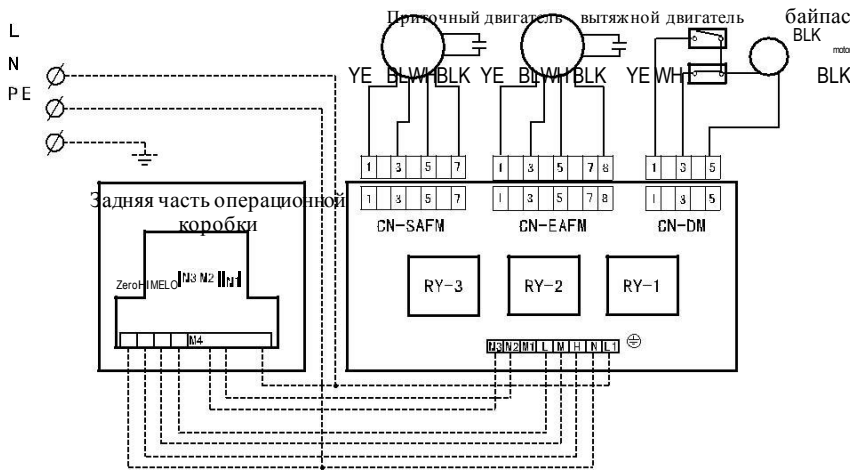 L
N
PE
Приточный двигатель вытяжной двигатель байпас
BLK
motor
YE BL WH BLK YE BL WH BLK YE WH BLK
1 3 5 7 1 3 5 7 8 1 3 5
1 3 5 7 1 3 5 7 8 1 3 5
CN-SAFM CN-EAFM CN-DM
Задняя часть операционной
коробки
Zero HI ME LO N3 N2 N1
M4
RY-3 RY-2 RY-1
N3 N2 M1 L M H N L1